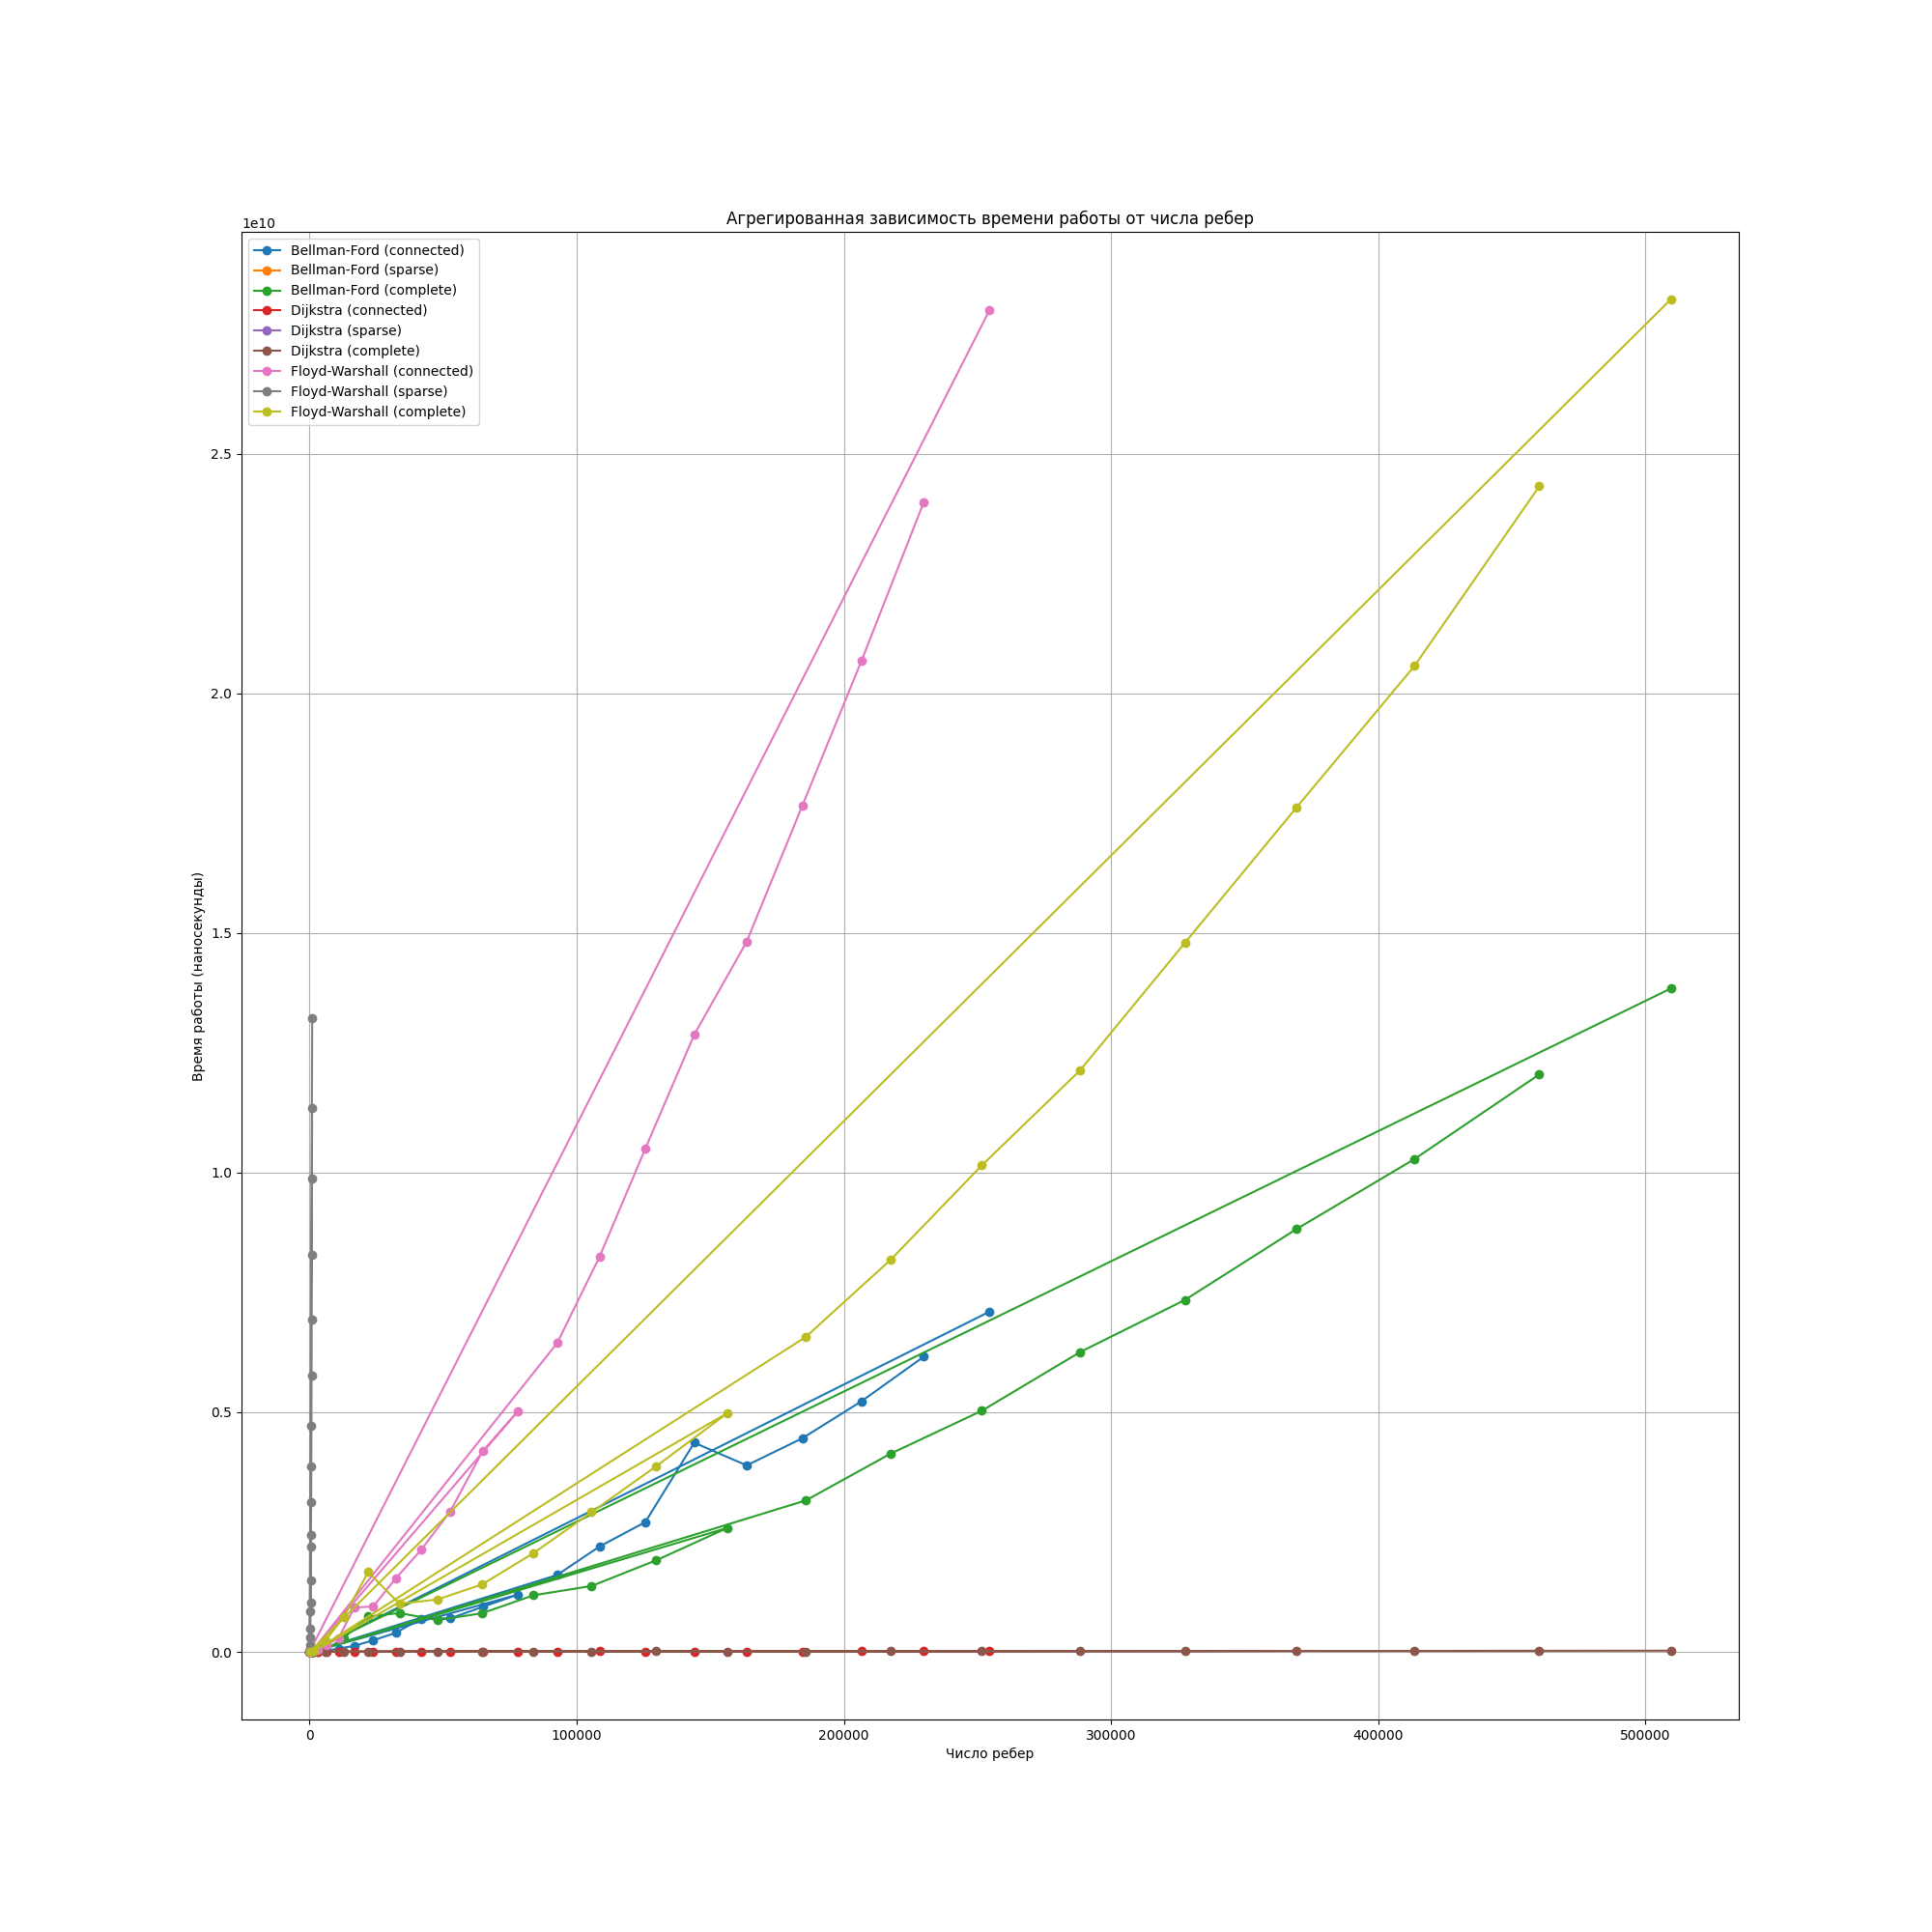 Агрегированная зависимость времени работы от числа ребер
1e10
Bellman-Ford (connected)
Bellman-Ford (sparse)
Bellman-Ford (complete)
Dijkstra (connected)
Dijkstra (sparse)
Dijkstra (complete)
Floyd-Warshall (connected)
Floyd-Warshall (sparse)
Floyd-Warshall (complete)
2.5
2.0
1.5
1.0
0.5
0.0
Время работы (наносекунды)
0 100000 200000 300000 400000 500000
Число ребер